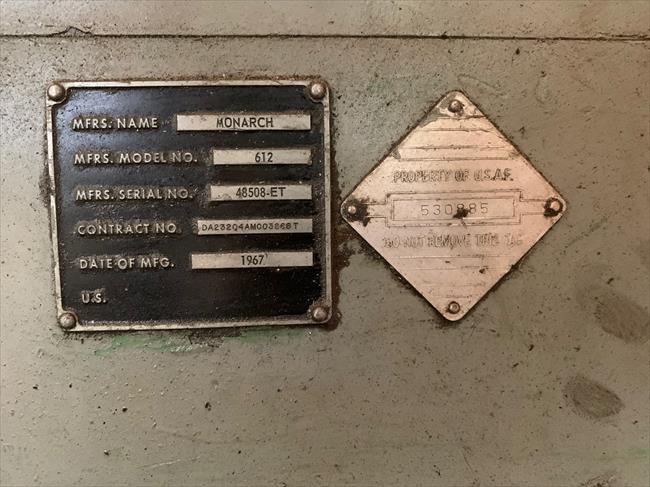 MFRS. NAME MONARCH
MFRS. MODEL NO. 612
MFRS. SERIAL NO. 48508-ET
CONTRACT NO.
DATE OF MFG. 1967
U.S.
PROPERTY OF U.S.A.F.
DO NOT REMOVE THIS TAG